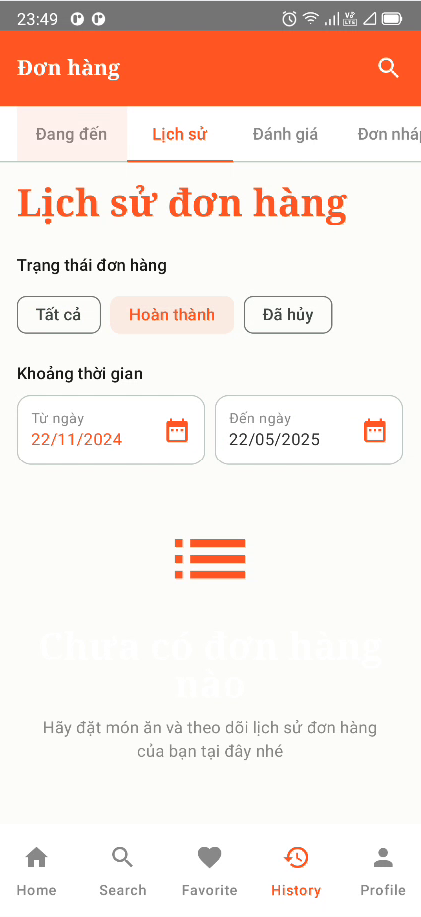 23:49
Đơn hàng
Đang đến Lịch sử Đánh giá Đơn nháp
Lịch sử đơn hàng
Trạng thái đơn hàng
Tất cả Hoàn thành Đã hủy
Khoảng thời gian
Từ ngày Đến ngày
22/11/2024 22/05/2025
Chưa có đơn hàng
nào
Hãy đặt món ăn và theo dõi lịch sử đơn hàng
của bạn tại đây nhé
Home Search Favorite History Profile